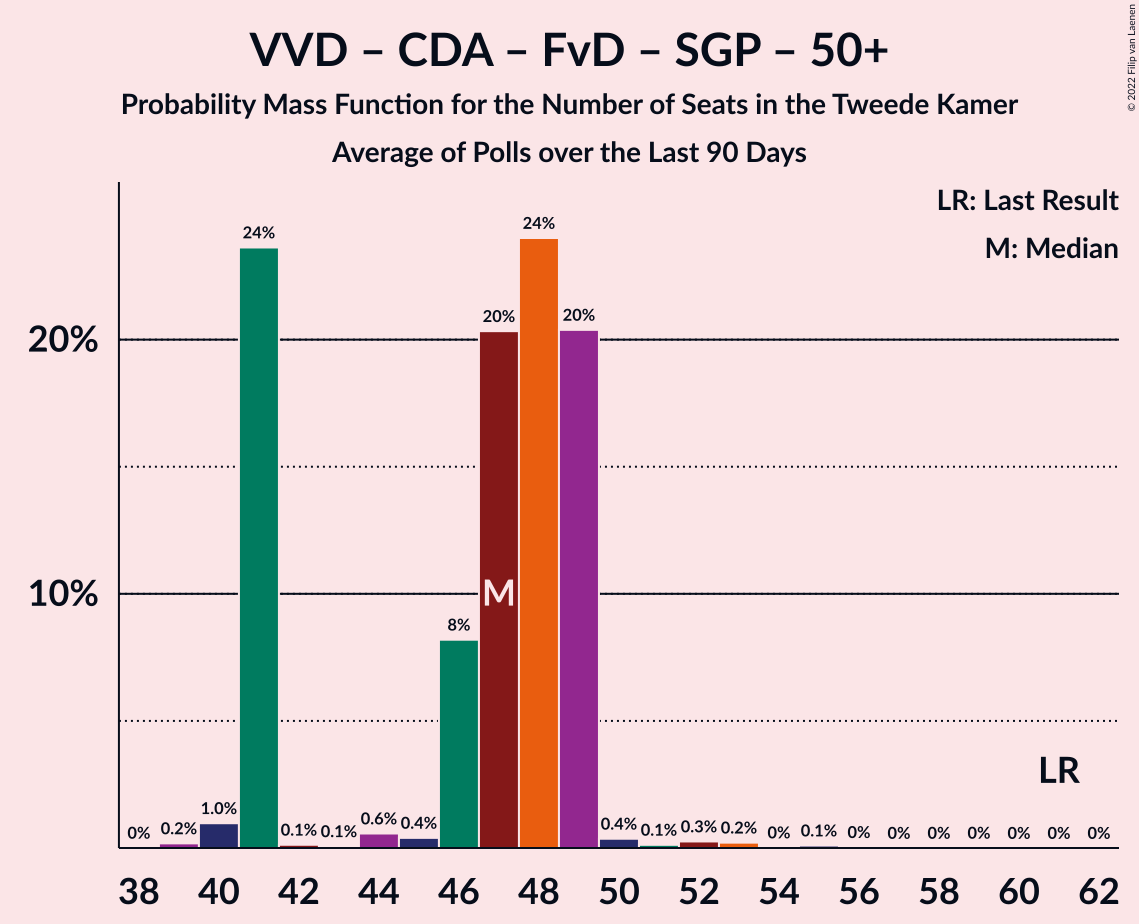 VVD – CDA – FvD – SGP – 50+
Probability Mass Function for the Number of Seats in the Tweede Kamer
Average of Polls over the Last 90 Days
© 2022 Filip van Laenen
LR: Last Result
M: Median
20%
10%
0% 0.2% 1.0% 24% 0.1% 0.1% 0.6% 0.4% 8% 20% 24% 20% 0.4% 0.1% 0.3% 0.2% 0% 0.1% 0% 0% 0% 0% 0% 0% 0%
M
LR
38 40 42 44 46 48 50 52 54 56 58 60 62